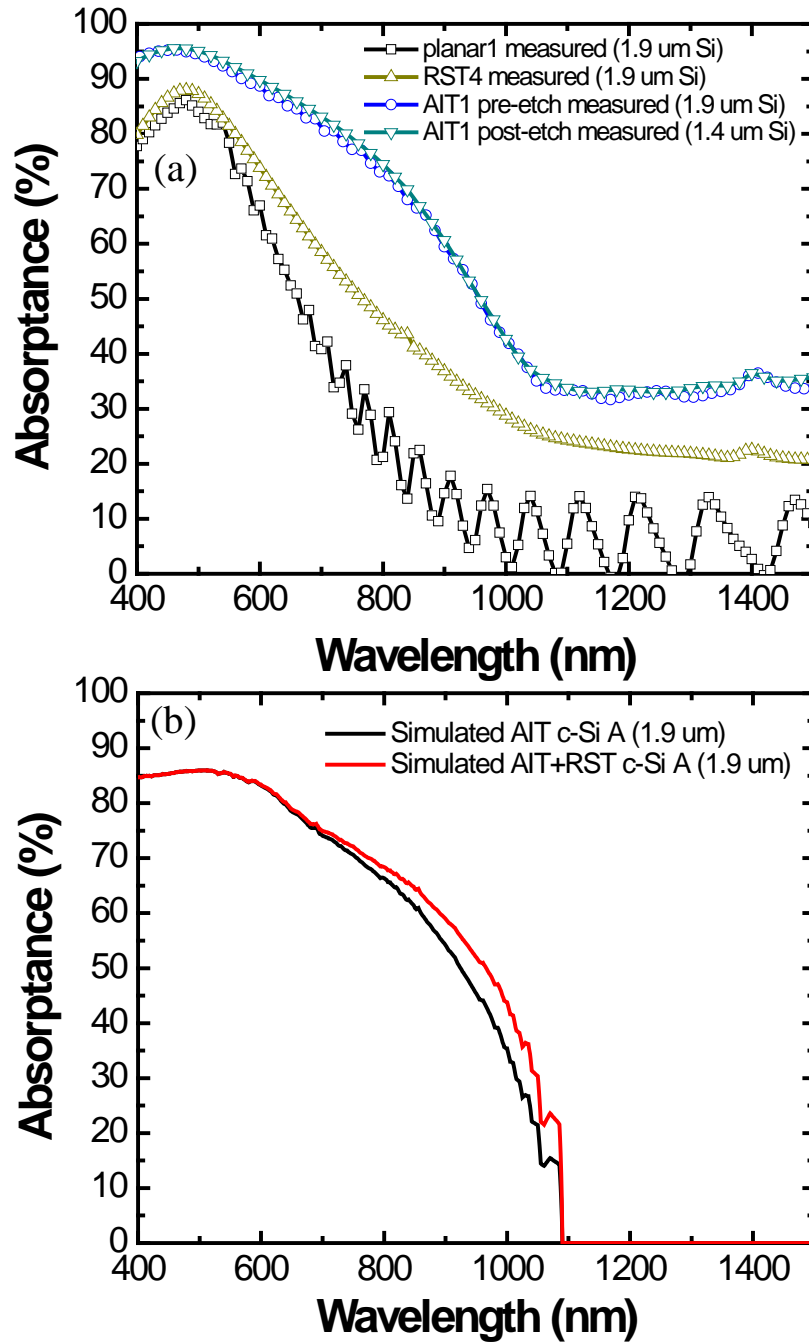 100
90
80
70
60
50
40
30
20
10
0
Absorptance (%)
(a)
planar1 measured (1.9 um Si)
RST4 measured (1.9 um Si)
AIT1 pre-etch measured (1.9 um Si)
AIT1 post-etch measured (1.4 um Si)
400 600 800 1000 1200 1400
Wavelength (nm)
100
90
80
70
60
50
40
30
20
10
0
Absorptance (%)
(b)
Simulated AIT c-Si A (1.9 um)
Simulated AIT+RST c-Si A (1.9 um)
400 600 800 1000 1200 1400
Wavelength (nm)